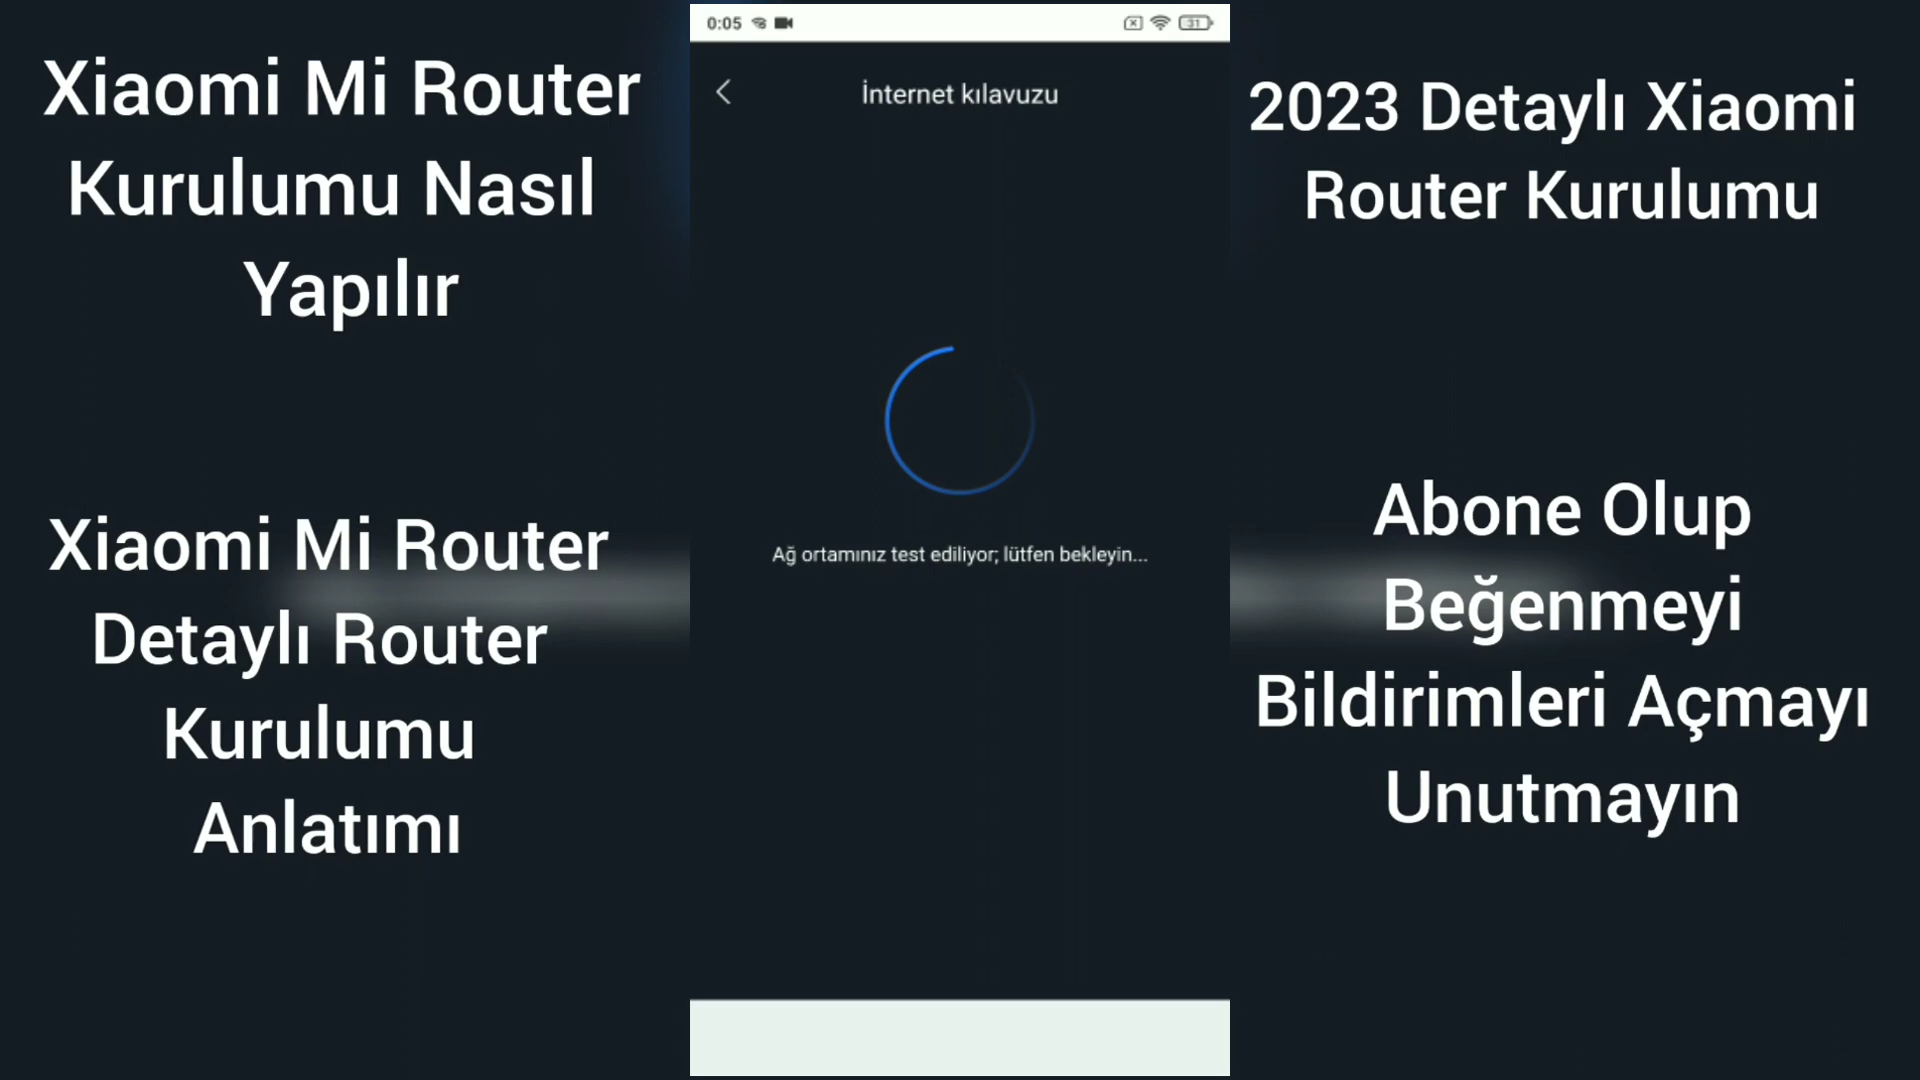 Xiaomi Mi Router
Kurulumu Nasıl
Yapılır
Xiaomi Mi Router
Detaylı Router
Kurulumu
Anlatımı
0:05
31
İnternet kılavuzu
Ağ ortamınız test ediliyor; lütfen bekleyin...
2023 Detaylı Xiaomi
Router Kurulumu
Abone Olup
Beğenmeyi
Bildirimleri Açmayı
Unutmayın